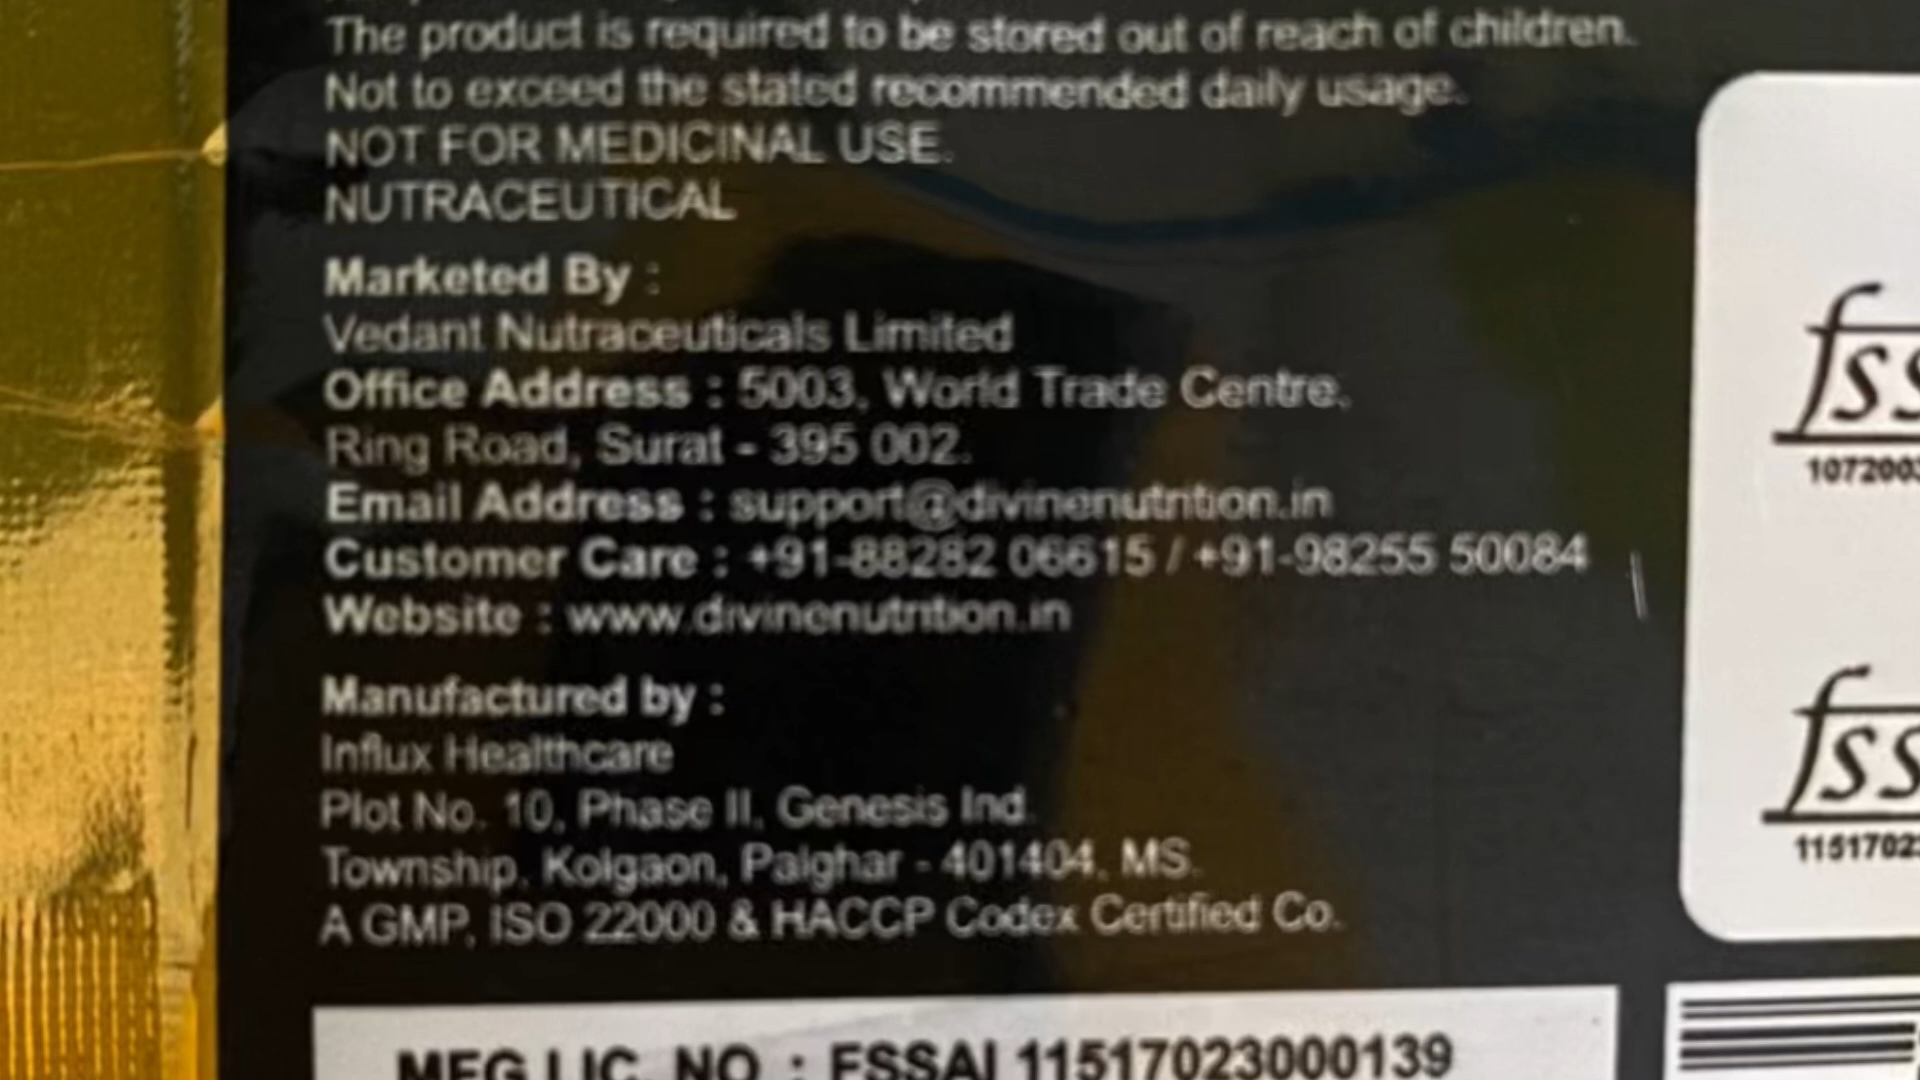 The product is required to be stored out of reach of children.
Not to exceed the stated recommended daily usage.
NOT FOR MEDICINAL USE.
NUTRACEUTICAL
Marketed By :
Vedant Nutraceuticals Limited
Office Address : 5003, World Trade Centre,
Ring Road, Surat - 395 002.
Email Address : support@divinenutrition.in
Customer Care : +91-88282 06615 / +91-98255 50084
Website : www.divinenutrition.in
Manufactured by :
Influx Healthcare
Plot No. 10, Phase II, Genesis Ind.
Township, Kolgaon, Palghar - 401404, MS.
A GMP, ISO 22000 & HACCP Codex Certified Co.
MFG LIC. NO. : FSSAI 11517023000139
fss
107200
fss
1151702